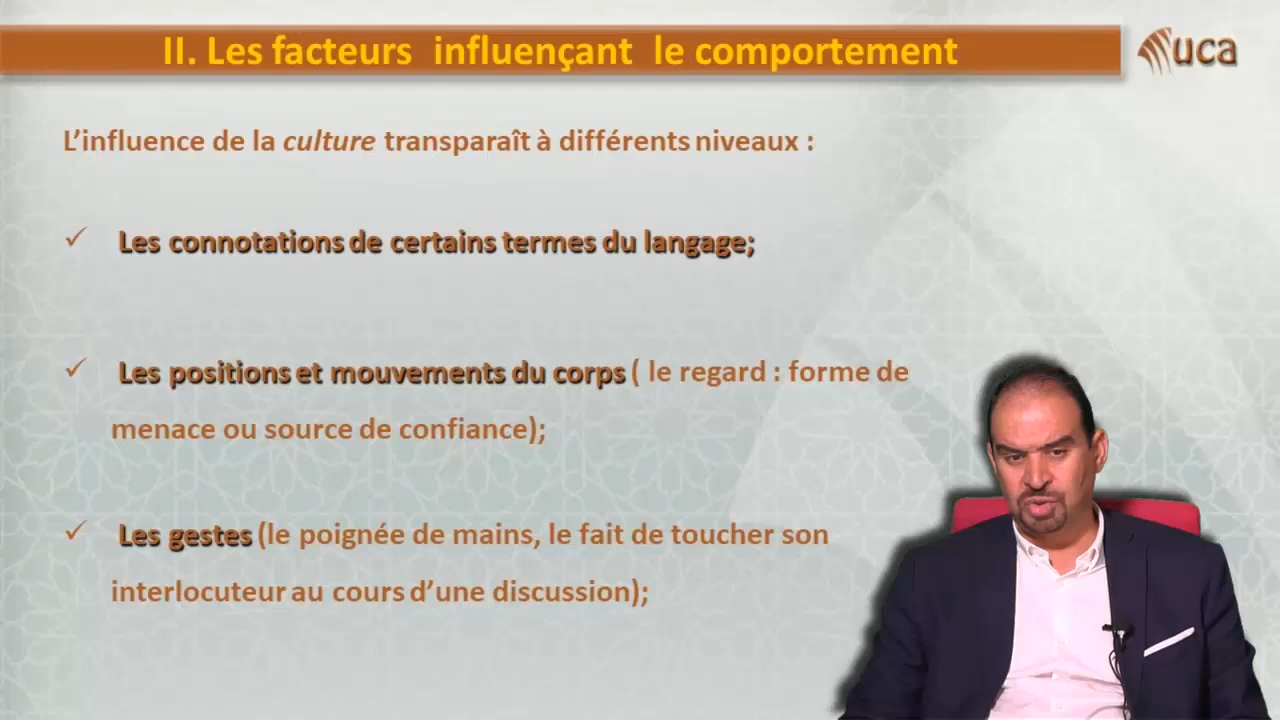 II. Les facteurs influençant le comportement
uca
L’influence de la culture transparaît à différents niveaux :
✓ Les connotations de certains termes du langage;
✓ Les positions et mouvements du corps ( le regard : forme de
menace ou source de confiance);
✓ Les gestes (le poignée de mains, le fait de toucher son
interlocuteur au cours d’une discussion);